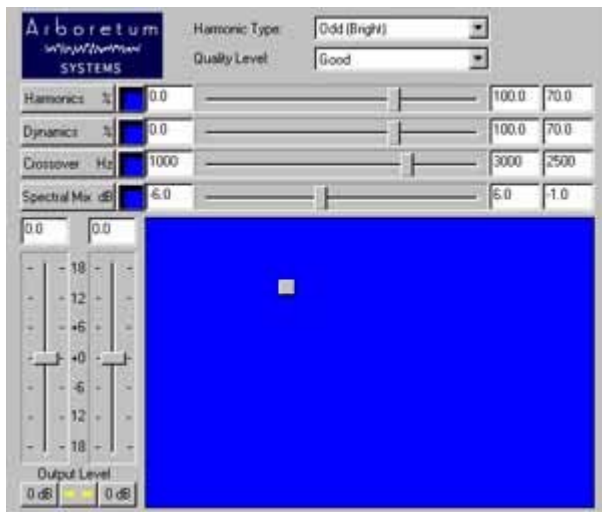 Arboretum
SYSTEMS
Harmonic Type: Odd (Bright)
Quality Level: Good
Harmonics % 0.0 100.0 70.0
Dynamics % 0.0 100.0 70.0
Crossover Hz 1000 3000 2500
Spectral Mix dB -6.0 6.0 -1.0
0.0 0.0
- 18 -
- 12 -
- +6 -
- +0 -
- -6 -
- 12 -
- 18 -
Output Level
0 dB 0 dB